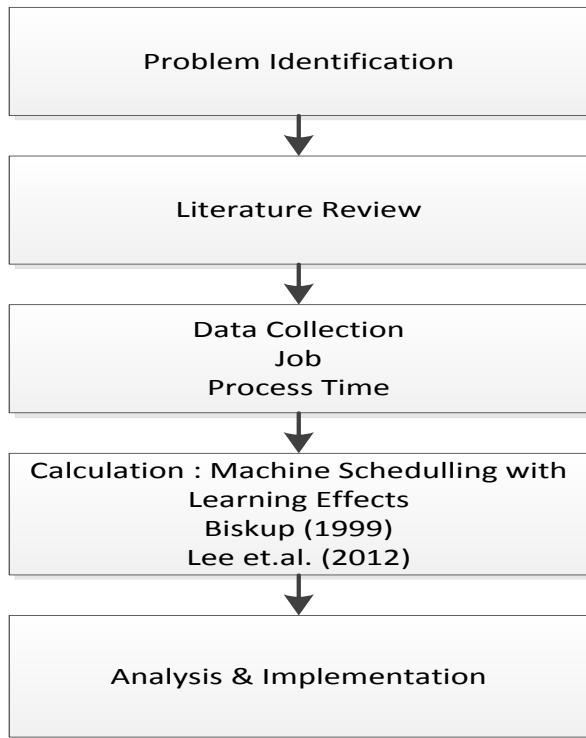 Problem Identification
Literature Review
Data Collection
Job
Process Time
Calculation : Machine Schedulling with
Learning Effects
Biskup (1999)
Lee et.al. (2012)
Analysis & Implementation